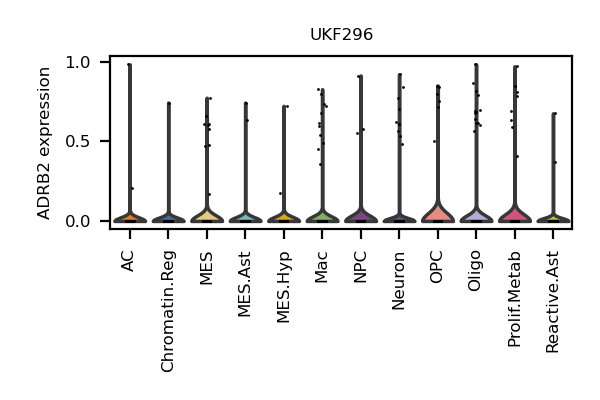 UKF296
ADRB2 expression
1.0
0.5
0.0
AC
Chromatin.Reg
MES
MES.Ast
MES.Hyp
Mac
NPC
Neuron
OPC
Oligo
Prolif.Metab
Reactive.Ast